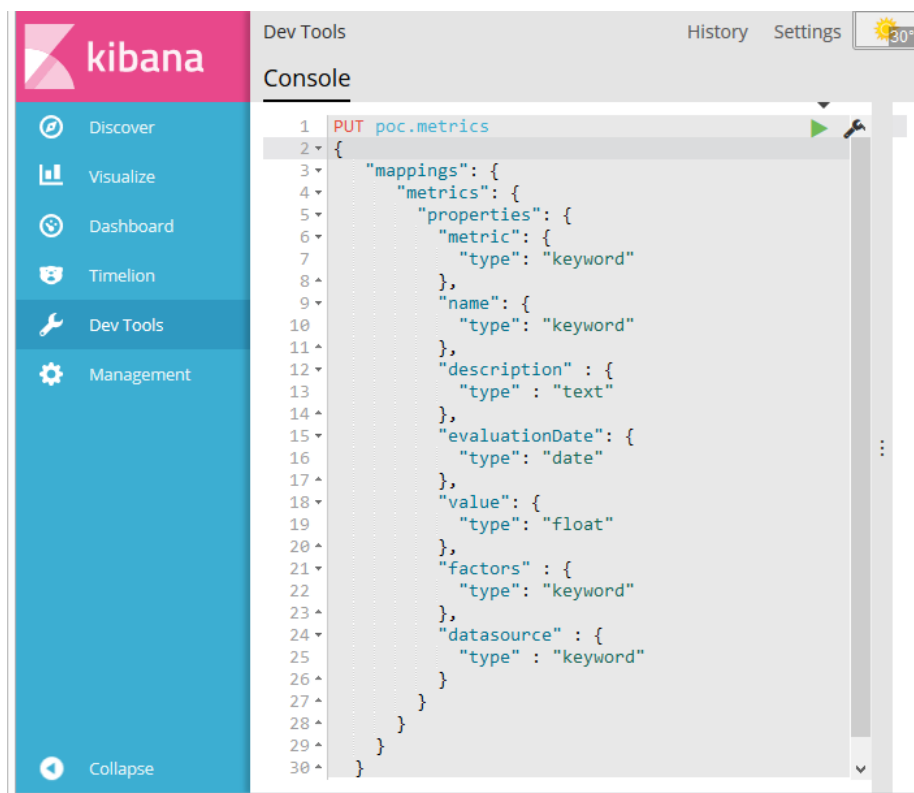 kibana
Discover
Visualize
Dashboard
Timelion
Dev Tools
Management
Collapse
Dev Tools
History Settings
30°
Console
1 PUT poc.metrics
2 {
3 "mappings": {
4 "metrics": {
5 "properties": {
6 "metric": {
7 "type": "keyword"
8 },
9 "name": {
10 "type": "keyword"
11 },
12 "description" : {
13 "type" : "text"
14 },
15 "evaluationDate": {
16 "type": "date"
17 },
18 "value": {
19 "type": "float"
20 },
21 "factors" : {
22 "type": "keyword"
23 },
24 "datasource" : {
25 "type" : "keyword"
26 }
27 }
28 }
29 }
30 }